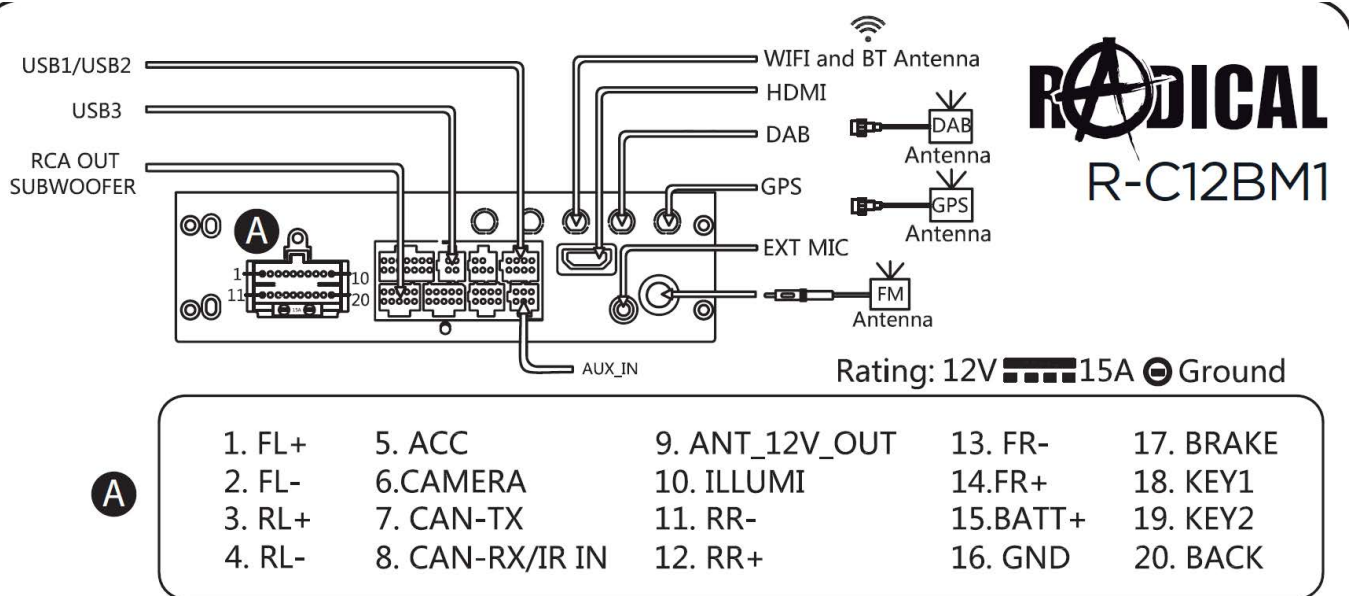 USB1/USB2
USB3
RCA OUT
SUBWOOFER
WIFI and BT Antenna
HDMI
DAB
GPS
EXT MIC
DAB
Antenna
GPS
Antenna
FM
Antenna
RADICAL
R-C12BM1
A
1
10
11
20
15A
AUX_IN
Rating: 12V 15A Ground
A
1. FL+
2. FL-
3. RL+
4. RL-
5. ACC
6.CAMERA
7. CAN-TX
8. CAN-RX/IR IN
9. ANT_12V_OUT
10. ILLUMI
11. RR-
12. RR+
13. FR-
14.FR+
15.BATT+
16. GND
17. BRAKE
18. KEY1
19. KEY2
20. BACK